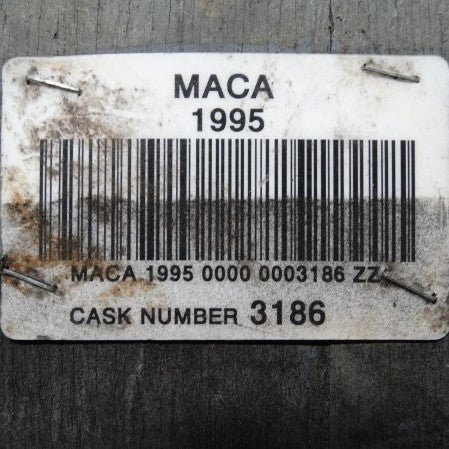 MACA
1995
MACA 1995 0000 0003186 ZZ
CASK NUMBER 3186